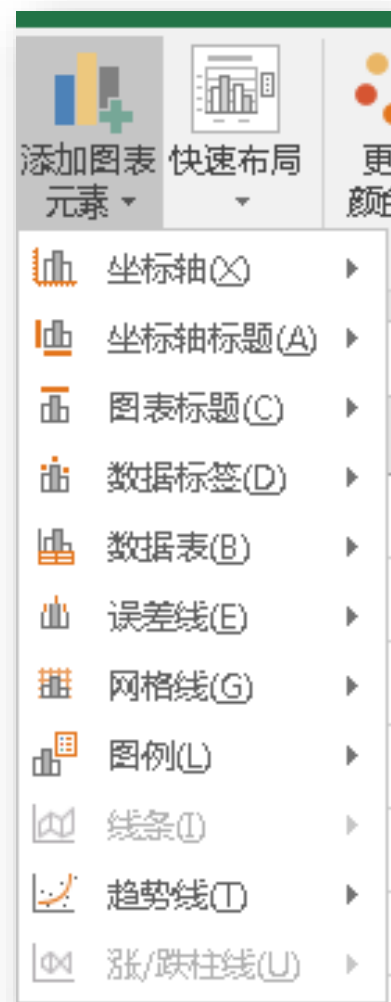 添加图表 快速布局 更
元素 颜色
坐标轴(X)
坐标轴标题(A)
图表标题(C)
数据标签(D)
数据表(B)
误差线(E)
网格线(G)
图例(L)
线条(I)
趋势线(T)
涨/跌柱线(U)